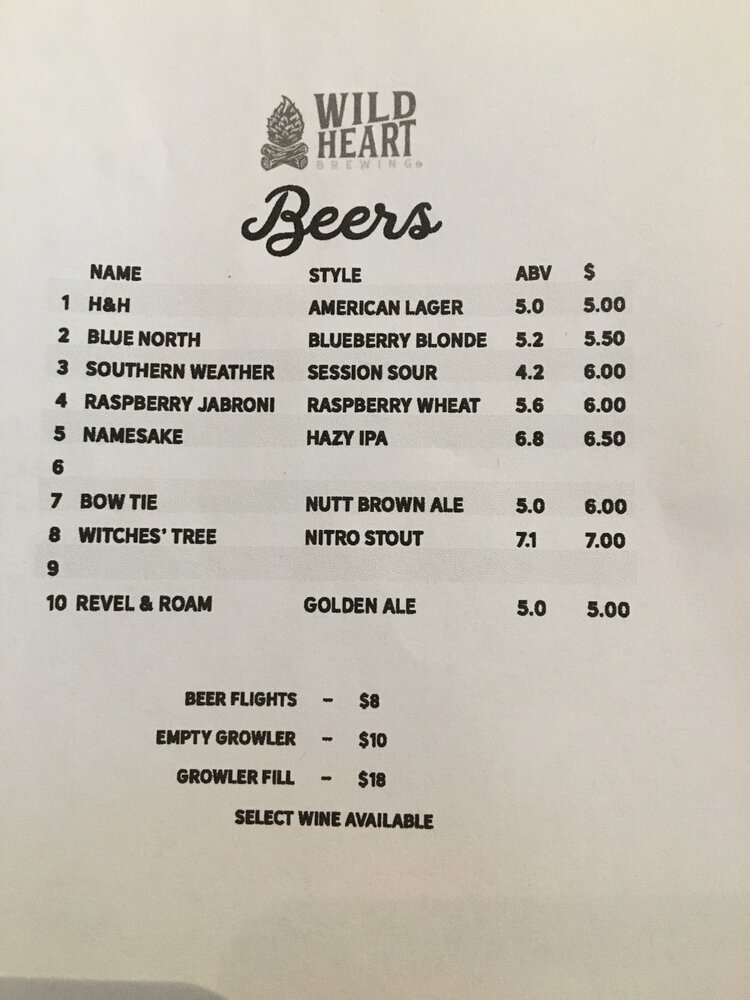 WILD
HEART
BREWING Co
Beers
NAME STYLE ABV $
1 H&H AMERICAN LAGER 5.0 5.00
2 BLUE NORTH BLUEBERRY BLONDE 5.2 5.50
3 SOUTHERN WEATHER SESSION SOUR 4.2 6.00
4 RASPBERRY JABRONI RASPBERRY WHEAT 5.6 6.00
5 NAMESAKE HAZY IPA 6.8 6.50
6
7 BOW TIE NUTT BROWN ALE 5.0 6.00
8 WITCHES' TREE NITRO STOUT 7.1 7.00
9
10 REVEL & ROAM GOLDEN ALE 5.0 5.00
BEER FLIGHTS - $8
EMPTY GROWLER - $10
GROWLER FILL - $18
SELECT WINE AVAILABLE